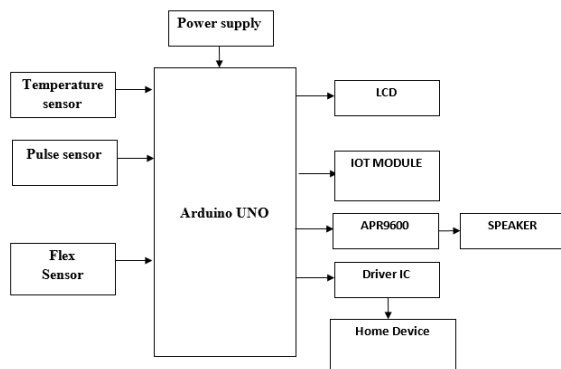 Power supply
Temperature
sensor
Pulse sensor
Flex
Sensor
Arduino UNO
LCD
IOT MODULE
APR9600
SPEAKER
Driver IC
Home Device